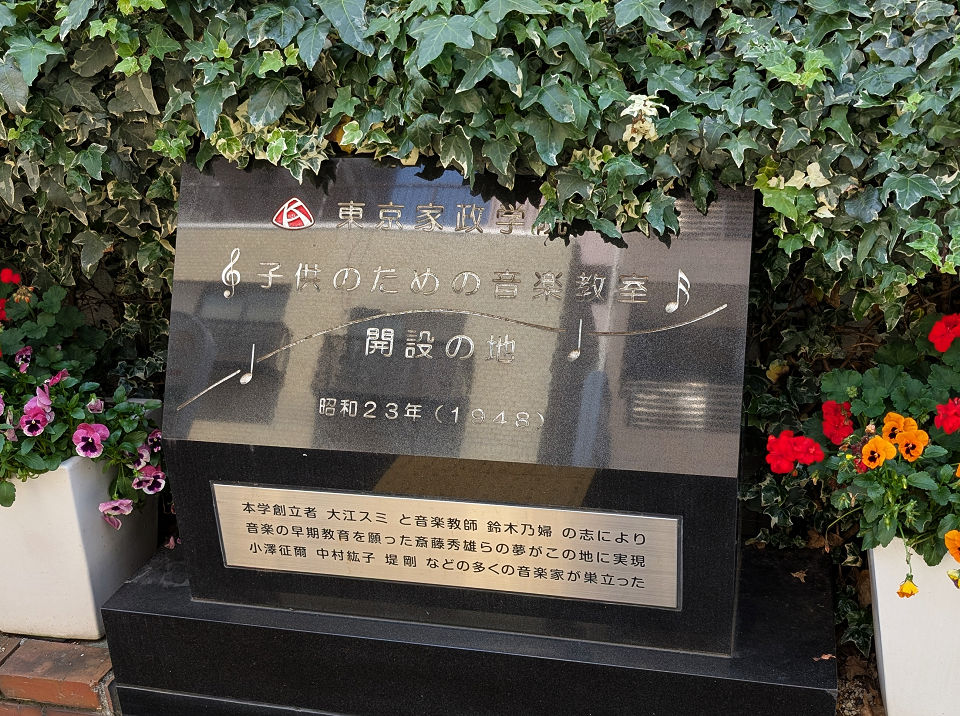 東京家政学院
子供のための音楽教室
開設の地
昭和23年(1948)
本学創立者 大江スミ と音楽教師 鈴木乃婦 の志により
音楽の早期教育を願った斎藤秀雄らの夢がこの地に実現
小澤征爾 中村紘子 堤剛 などの多くの音楽家が巣立った